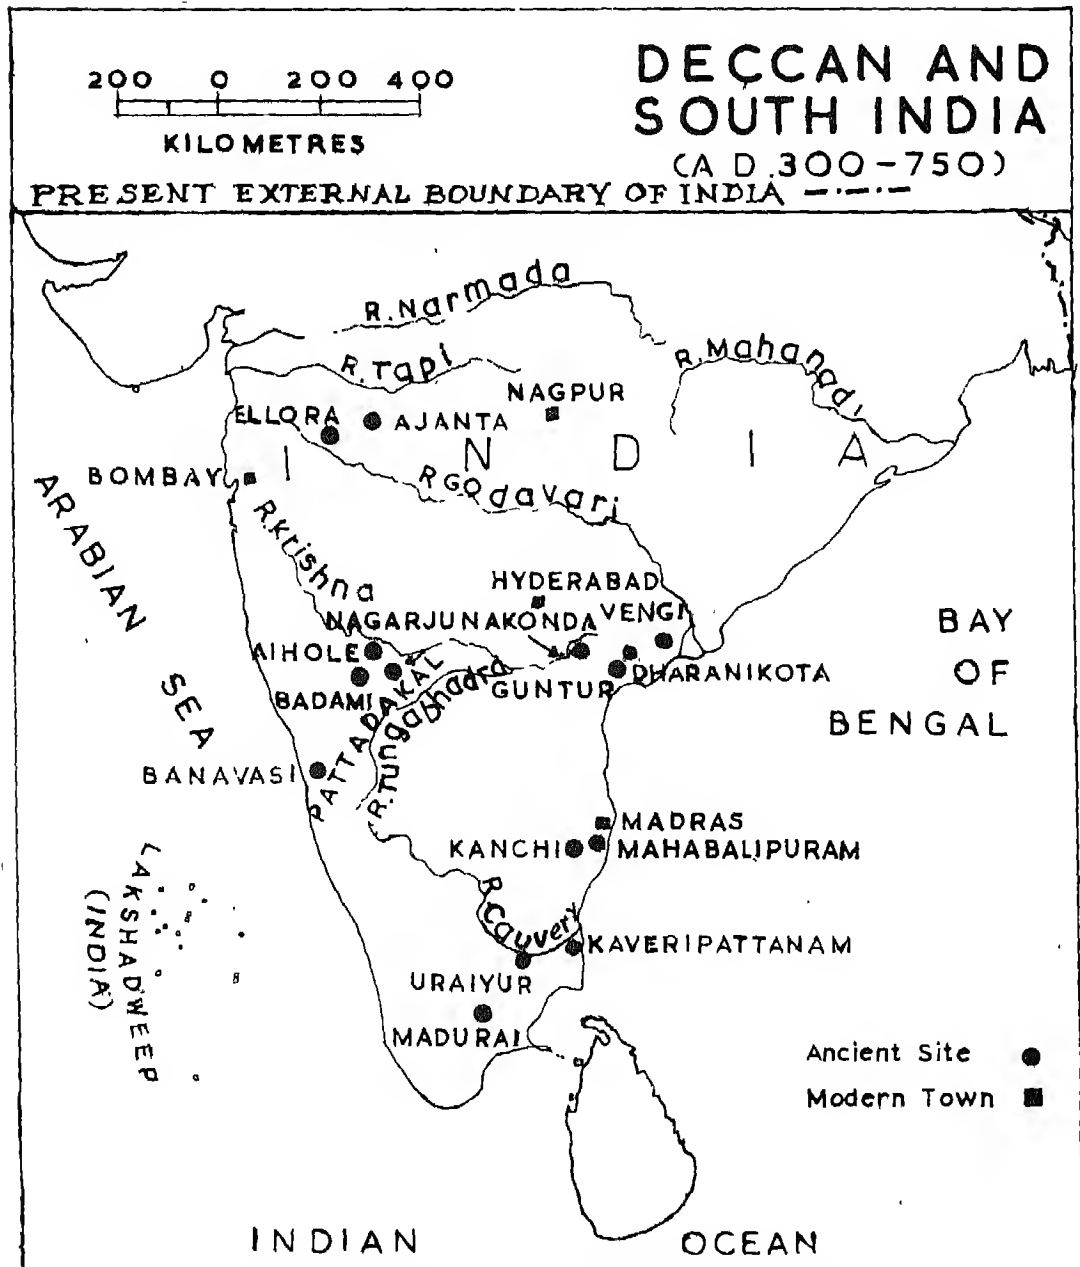 DECCAN AND
SOUTH INDIA
(A D.300-750)
200 0 200 400
KILOMETRES
PRESENT EXTERNAL BOUNDARY OF INDIA
R.Narmada
R.Tapi
R.Mahanadi
NAGPUR
ELLORA
AJANTA
INDIA
BOMBAY
R GOdavari
ARABIAN SEA
R.Krishna
HYDERABAD
NAGARJUNAKONDA
VENGI
BAY
OF
BENGAL
AIHOLE
BADAMI
PATTADAKAL
R.Tungabhadra
GUNTUR
DHARANIKOTA
BANAVASI
MADRAS
KANCHI
MAHABALIPURAM
LAKSHADWEEP
(INDIA)
R Cauvery
KAVERIPATTANAM
URAIYUR
MADURAI
Ancient Site
Modern Town
INDIAN OCEAN